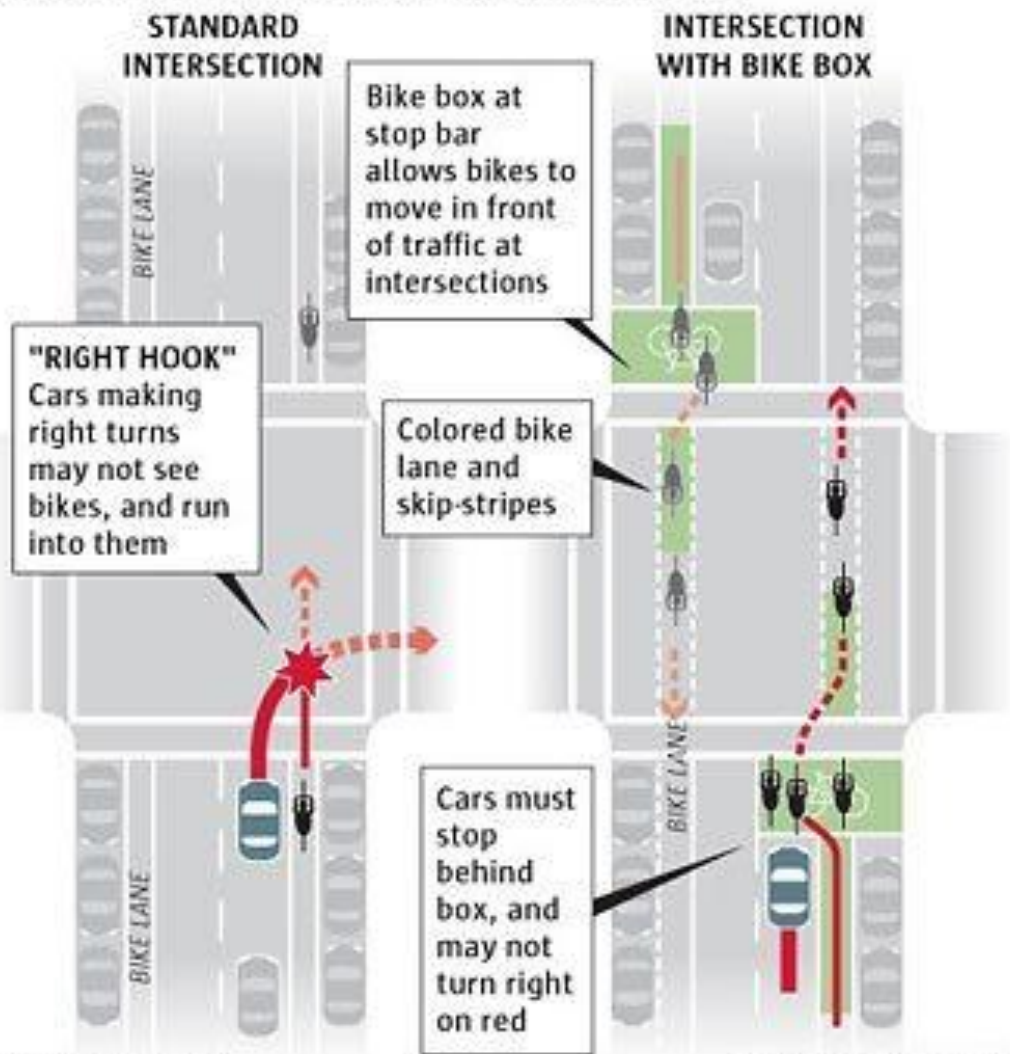 STANDARD
INTERSECTION
INTERSECTION
WITH BIKE BOX
Bike box at
stop bar
allows bikes to
move in front
of traffic at
intersections
BIKE LANE
"RIGHT HOOK"
Cars making
right turns
may not see
bikes, and run
into them
Colored bike
lane and
skip-stripes
BIKE LANE
Cars must
stop
behind
box, and
may not
turn right
on red
BIKE LANE